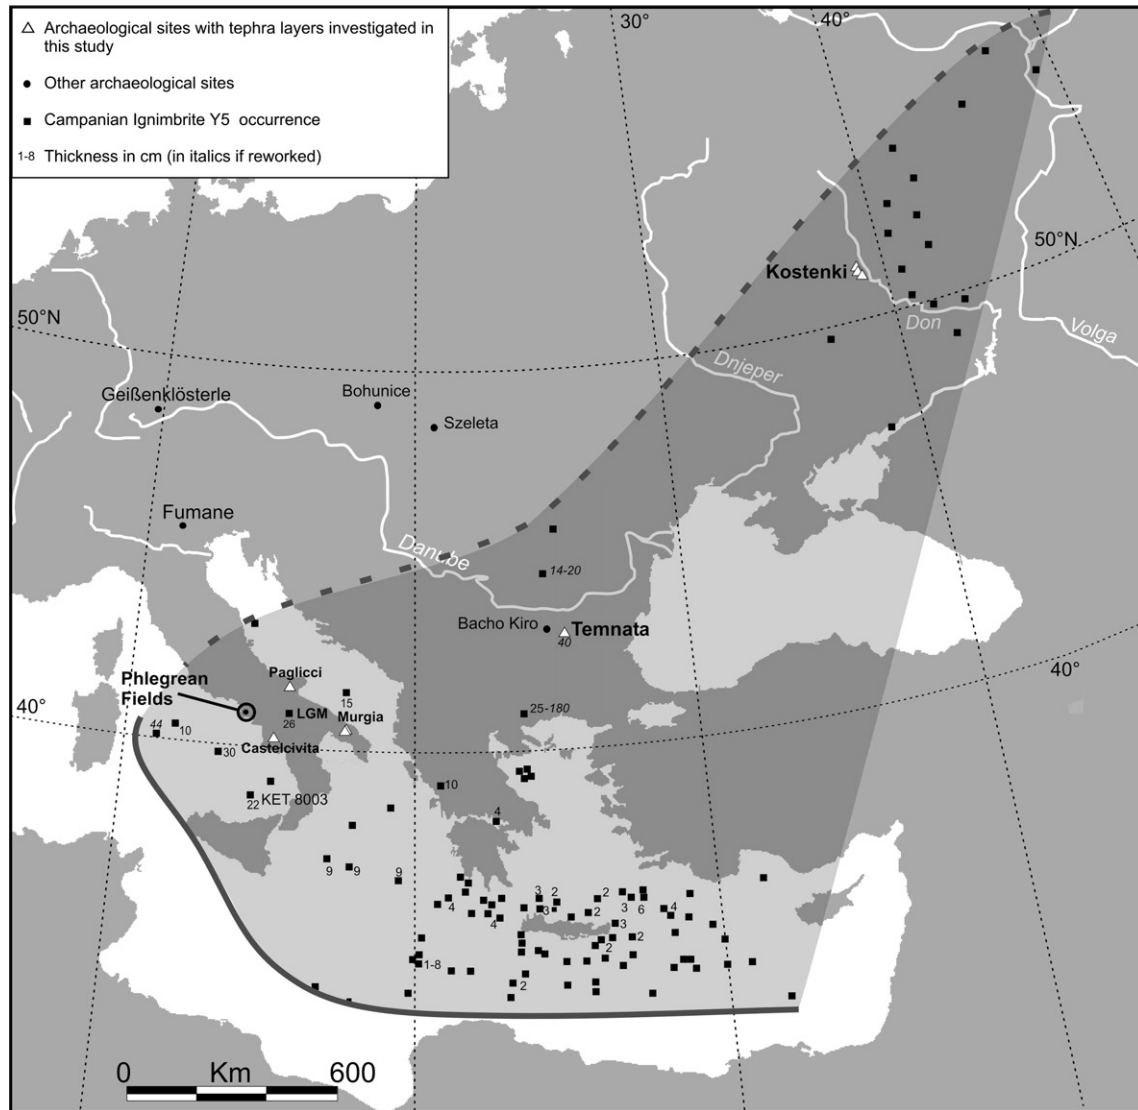 Archaeological sites with tephra layers investigated in
this study
Other archaeological sites
Campanian Ignimbrite Y5 occurrence
1-8 Thickness in cm (in italics if reworked)
30°
40°
50°N
Kostenki
Don
Volga
50°N
Dnjeper
Geißenklösterle
Bohunice
Szeleta
Fumane
Danube
14-20
Bacho Kiro
Temnata
40
40°
Paglicci
Phlegrean
Fields
15
25-180
40°
LGM
26
Murgia
44
10
Castelcivita
30
10
22
KET 8003
4
9
9
9
3
2
2
3
6
4
4
3
2
3
4
2
2
1-8
2
0 Km 600